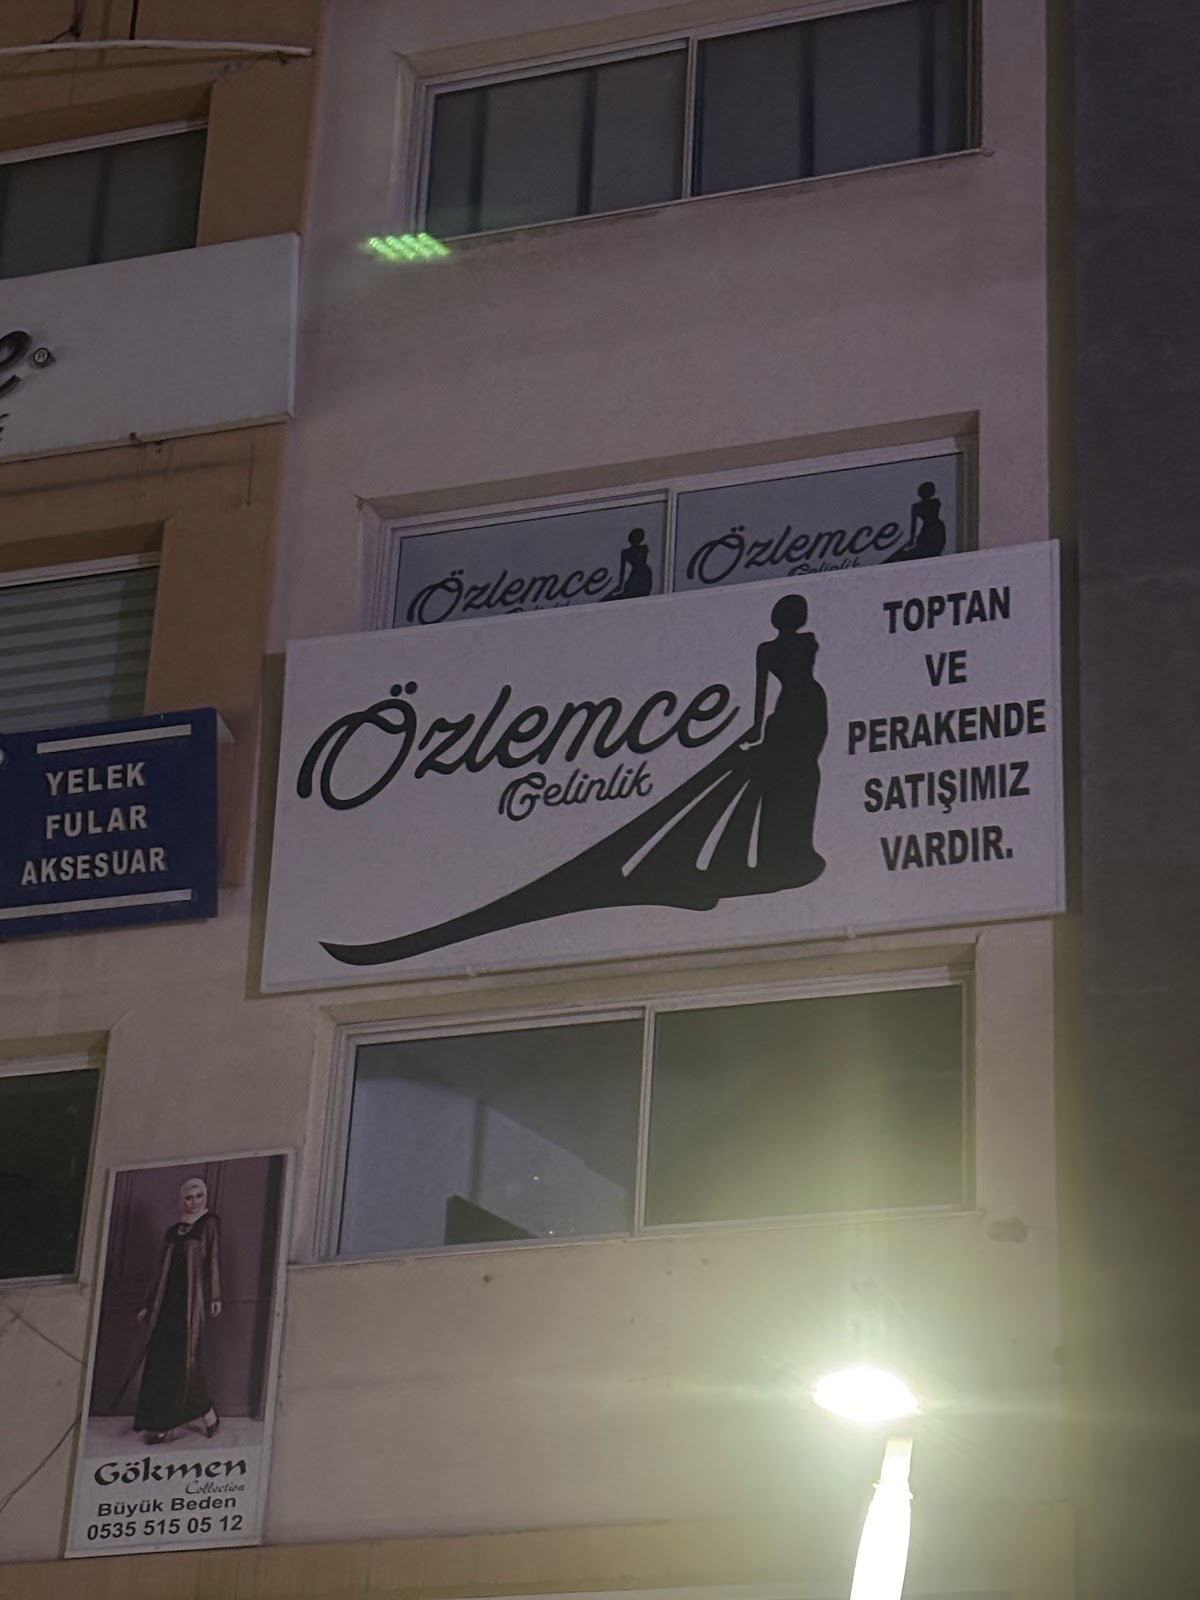 ®
Özlemce
Özlemce
Gelinlik
Özlemce
Gelinlik
TOPTAN
VE
PERAKENDE
SATIŞIMIZ
VARDIR.
YELEK
FULAR
AKSESUAR
Gökmen
Collection
Büyük Beden
0535 515 05 12